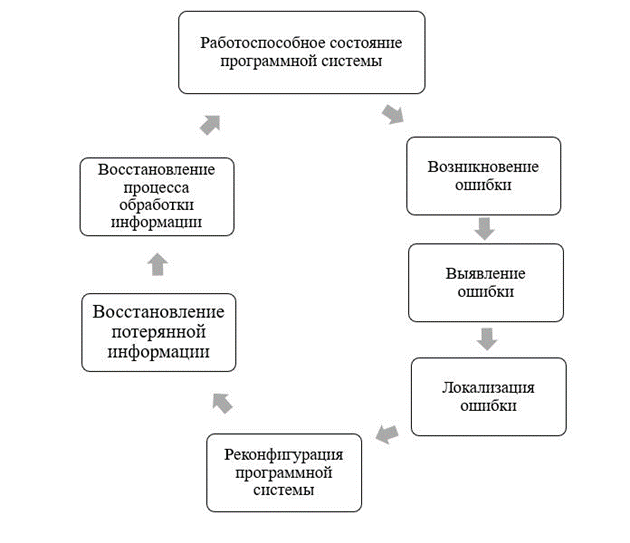 Работоспособное состояние
программной системы
Возникновение
ошибки
Выявление
ошибки
Локализация
ошибки
Реконфигурация
программной
системы
Восстановление
потерянной
информации
Восстановление
процесса
обработки
информации